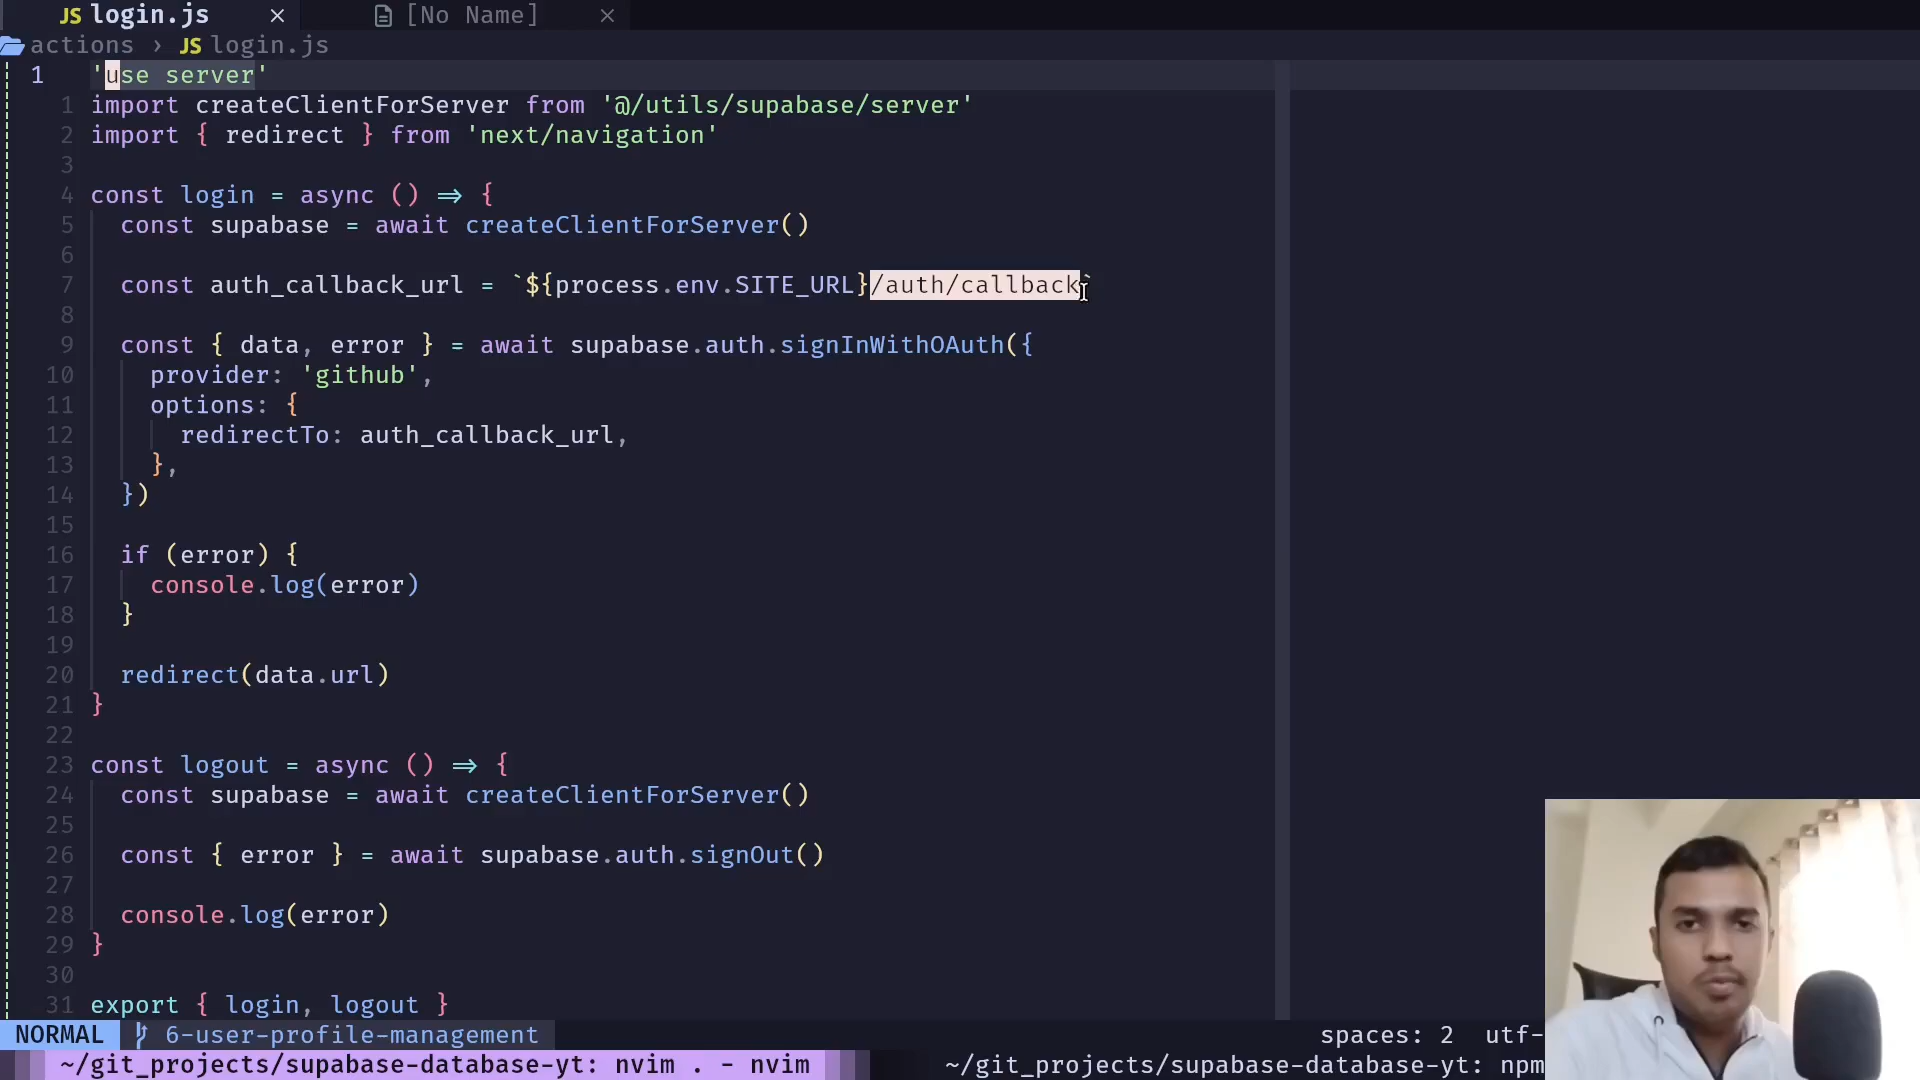 JS login.js × [No Name] ×
actions › JS login.js
1 'use server'
1 import createClientForServer from '@/utils/supabase/server'
2 import { redirect } from 'next/navigation'
3
4 const login = async () => {
5 const supabase = await createClientForServer()
6
7 const auth_callback_url = `${process.env.SITE_URL}/auth/callback`
8
9 const { data, error } = await supabase.auth.signInWithOAuth({
10 provider: 'github',
11 options: {
12 redirectTo: auth_callback_url,
13 },
14 })
15
16 if (error) {
17 console.log(error)
18 }
19
20 redirect(data.url)
21 }
22
23 const logout = async () => {
24 const supabase = await createClientForServer()
25
26 const { error } = await supabase.auth.signOut()
27
28 console.log(error)
29 }
30
31 export { login, logout }
NORMAL 6-user-profile-management spaces: 2 utf-
~/git_projects/supabase-database-yt: nvim . - nvim ~/git_projects/supabase-database-yt: npm